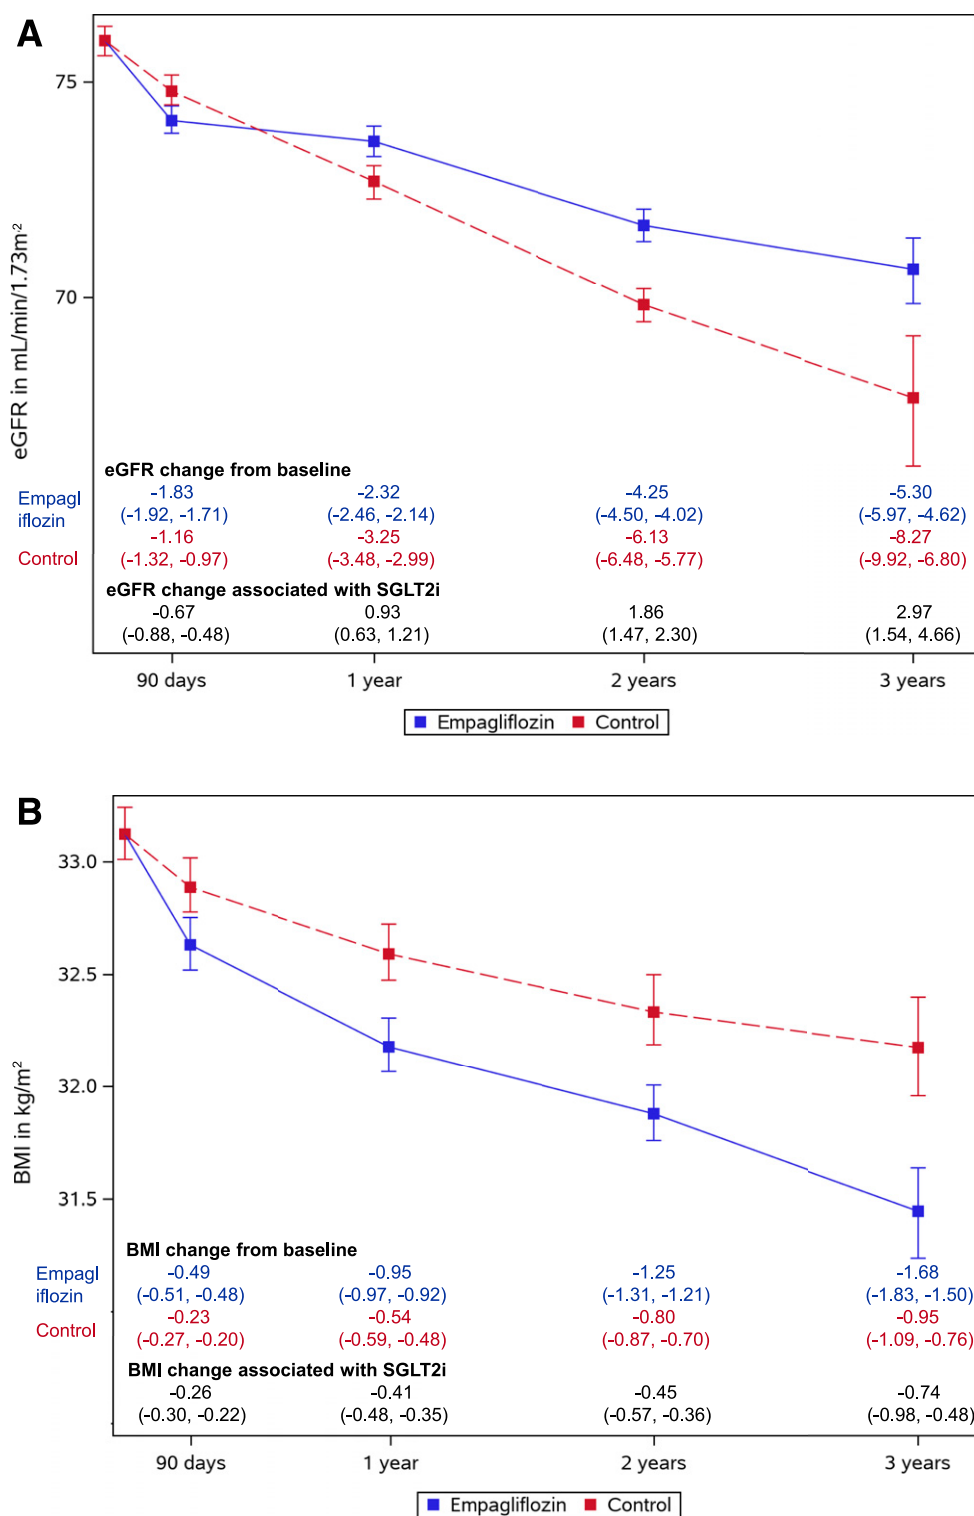 A
75
70
eGFR in mL/min/1.73m-2
eGFR change from baseline
Empagl
iflozin
-1.83 -2.32 -4.25 -5.30
(-1.92, -1.71) (-2.46, -2.14) (-4.50, -4.02) (-5.97, -4.62)
Control
-1.16 -3.25 -6.13 -8.27
(-1.32, -0.97) (-3.48, -2.99) (-6.48, -5.77) (-9.92, -6.80)
eGFR change associated with SGLT2i
-0.67 0.93 1.86 2.97
(-0.88, -0.48) (0.63, 1.21) (1.47, 2.30) (1.54, 4.66)
90 days 1 year 2 years 3 years
Empagliflozin Control
B
33.0
32.5
32.0
31.5
BMI in kg/m²
BMI change from baseline
Empagl
iflozin
-0.49 -0.95 -1.25 -1.68
(-0.51, -0.48) (-0.97, -0.92) (-1.31, -1.21) (-1.83, -1.50)
Control
-0.23 -0.54 -0.80 -0.95
(-0.27, -0.20) (-0.59, -0.48) (-0.87, -0.70) (-1.09, -0.76)
BMI change associated with SGLT2i
-0.26 -0.41 -0.45 -0.74
(-0.30, -0.22) (-0.48, -0.35) (-0.57, -0.36) (-0.98, -0.48)
90 days 1 year 2 years 3 years
Empagliflozin Control